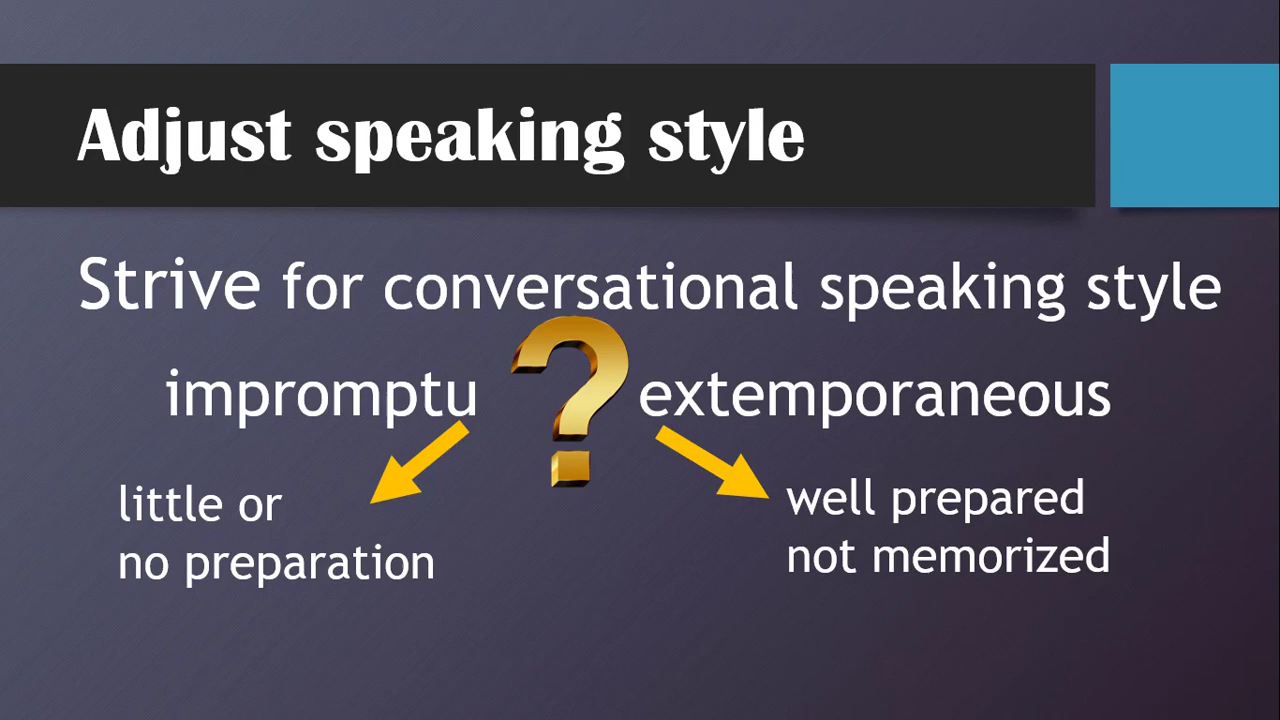 Adjust speaking style
Strive for conversational speaking style
impromptu ? extemporaneous
little or
no preparation
well prepared
not memorized